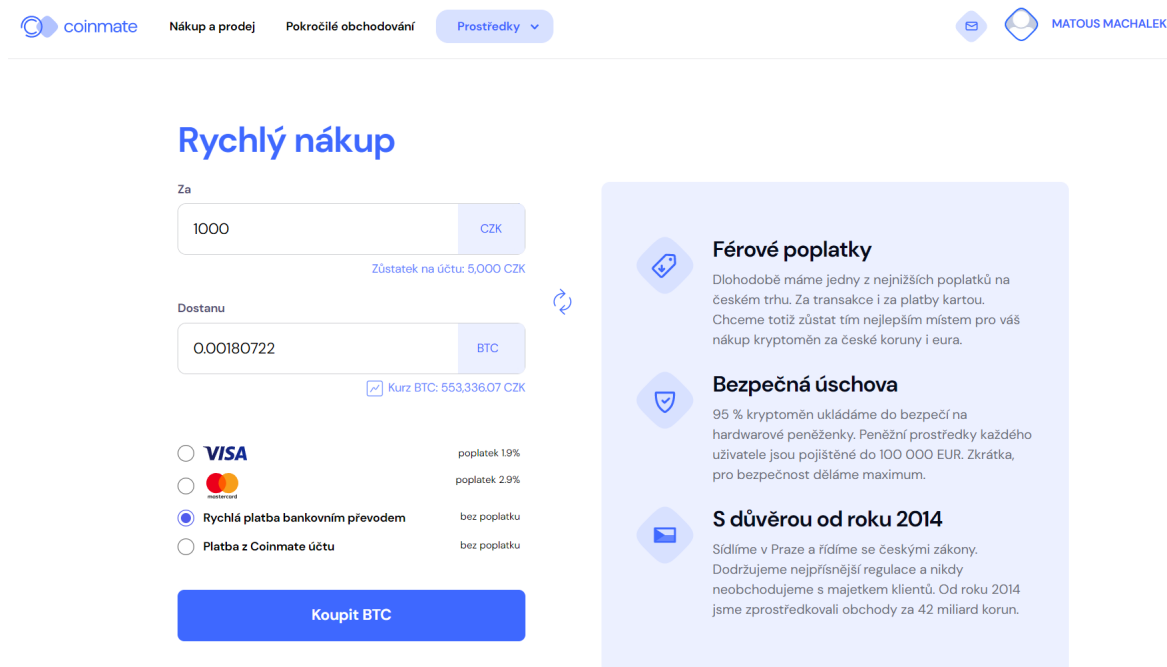 coinmate
Nákup a prodej
Pokročilé obchodování
Prostředky
MATOUS MACHALEK
Rychlý nákup
Za
1000
CZK
Zůstatek na účtu: 5,000 CZK
Dostanu
0.00180722
BTC
Kurz BTC: 553,336.07 CZK
VISA
poplatek 1.9%
mastercard
poplatek 2.9%
Rychlá platba bankovním převodem
bez poplatku
Platba z Coinmate účtu
bez poplatku
Koupit BTC
Férové poplatky
Dlohodobě máme jedny z nejnižších poplatků na
českém trhu. Za transakce i za platby kartou.
Chceme totiž zůstat tím nejlepším místem pro váš
nákup kryptoměn za české koruny i eura.
Bezpečná úschova
95 % kryptoměn ukládáme do bezpečí na
hardwarové peněženky. Peněžní prostředky každého
uživatele jsou pojištěné do 100 000 EUR. Zkrátka,
pro bezpečnost děláme maximum.
S důvěrou od roku 2014
Sídlíme v Praze a řídíme se českými zákony.
Dodržujeme nejpřísnější regulace a nikdy
neobchodujeme s majetkem klientů. Od roku 2014
jsme zprostředkovali obchody za 42 miliard korun.